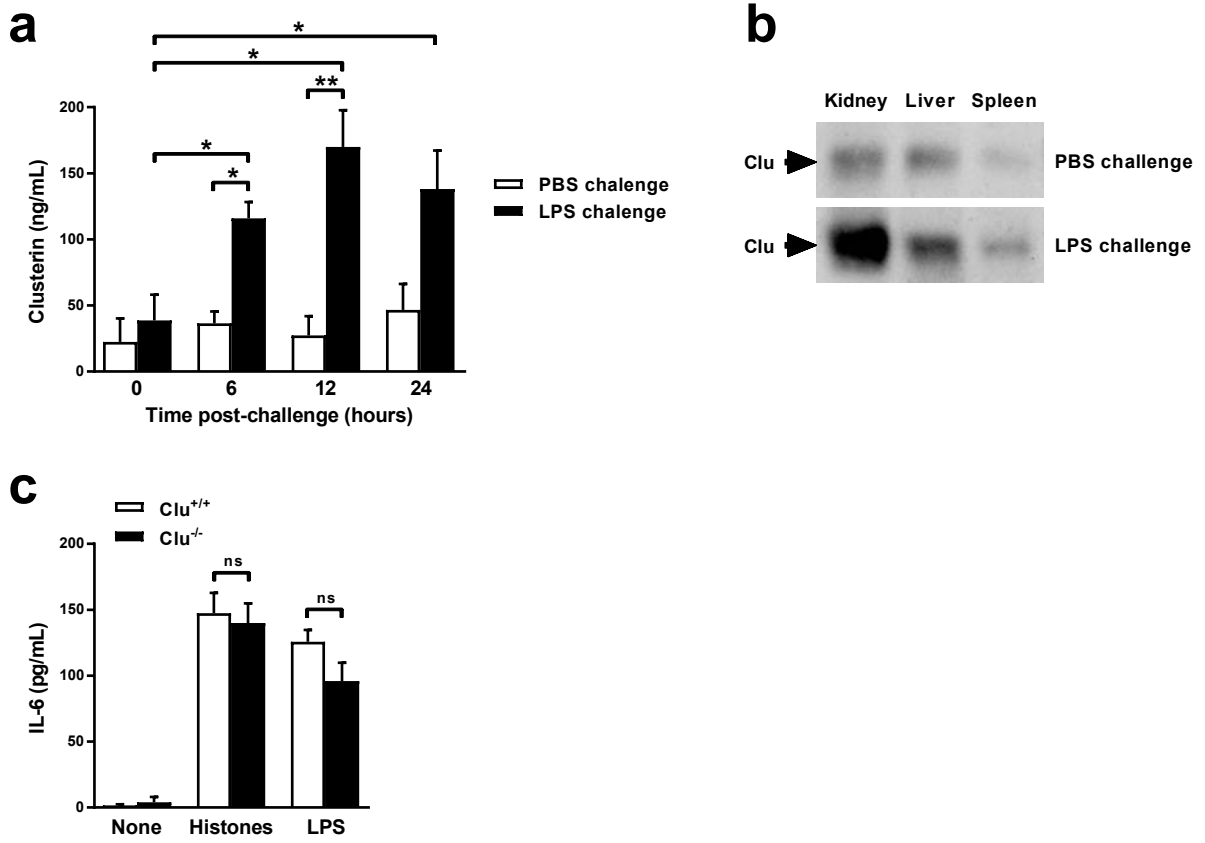 a
*
*
**
*
*
200
150
100
50
0
Clusterin (ng/mL)
0 6 12 24
Time post-challenge (hours)
PBS chalenge
LPS chalenge
b
Kidney Liver Spleen
Clu PBS challenge
Clu LPS challenge
c
Clu+/+
Clu-/-
200
150
100
50
0
IL-6 (pg/mL)
ns
ns
None Histones LPS